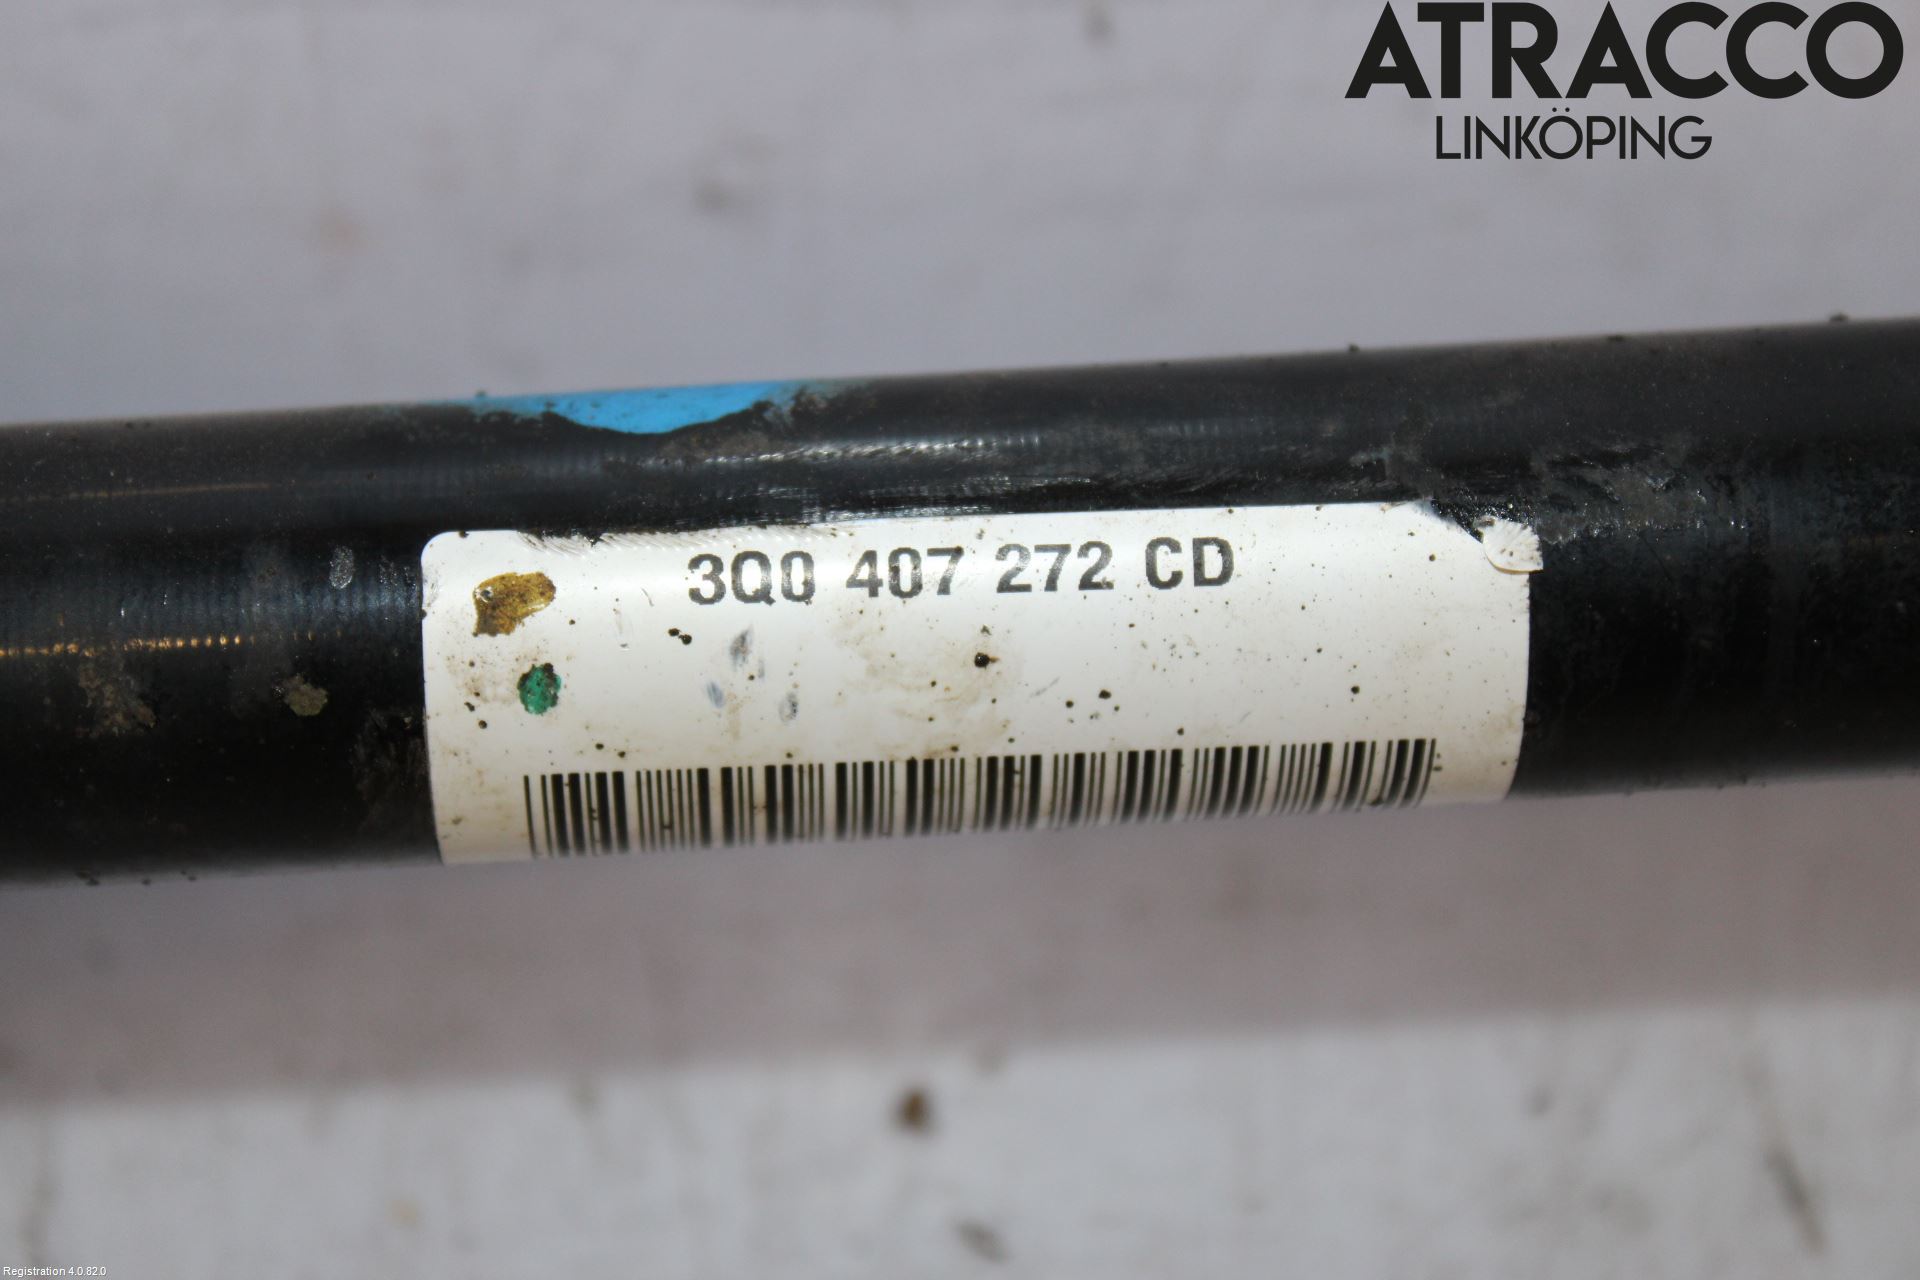 ATRACCO
LINKÖPING
3Q0 407 272 CD
Registration 4.0.82.0